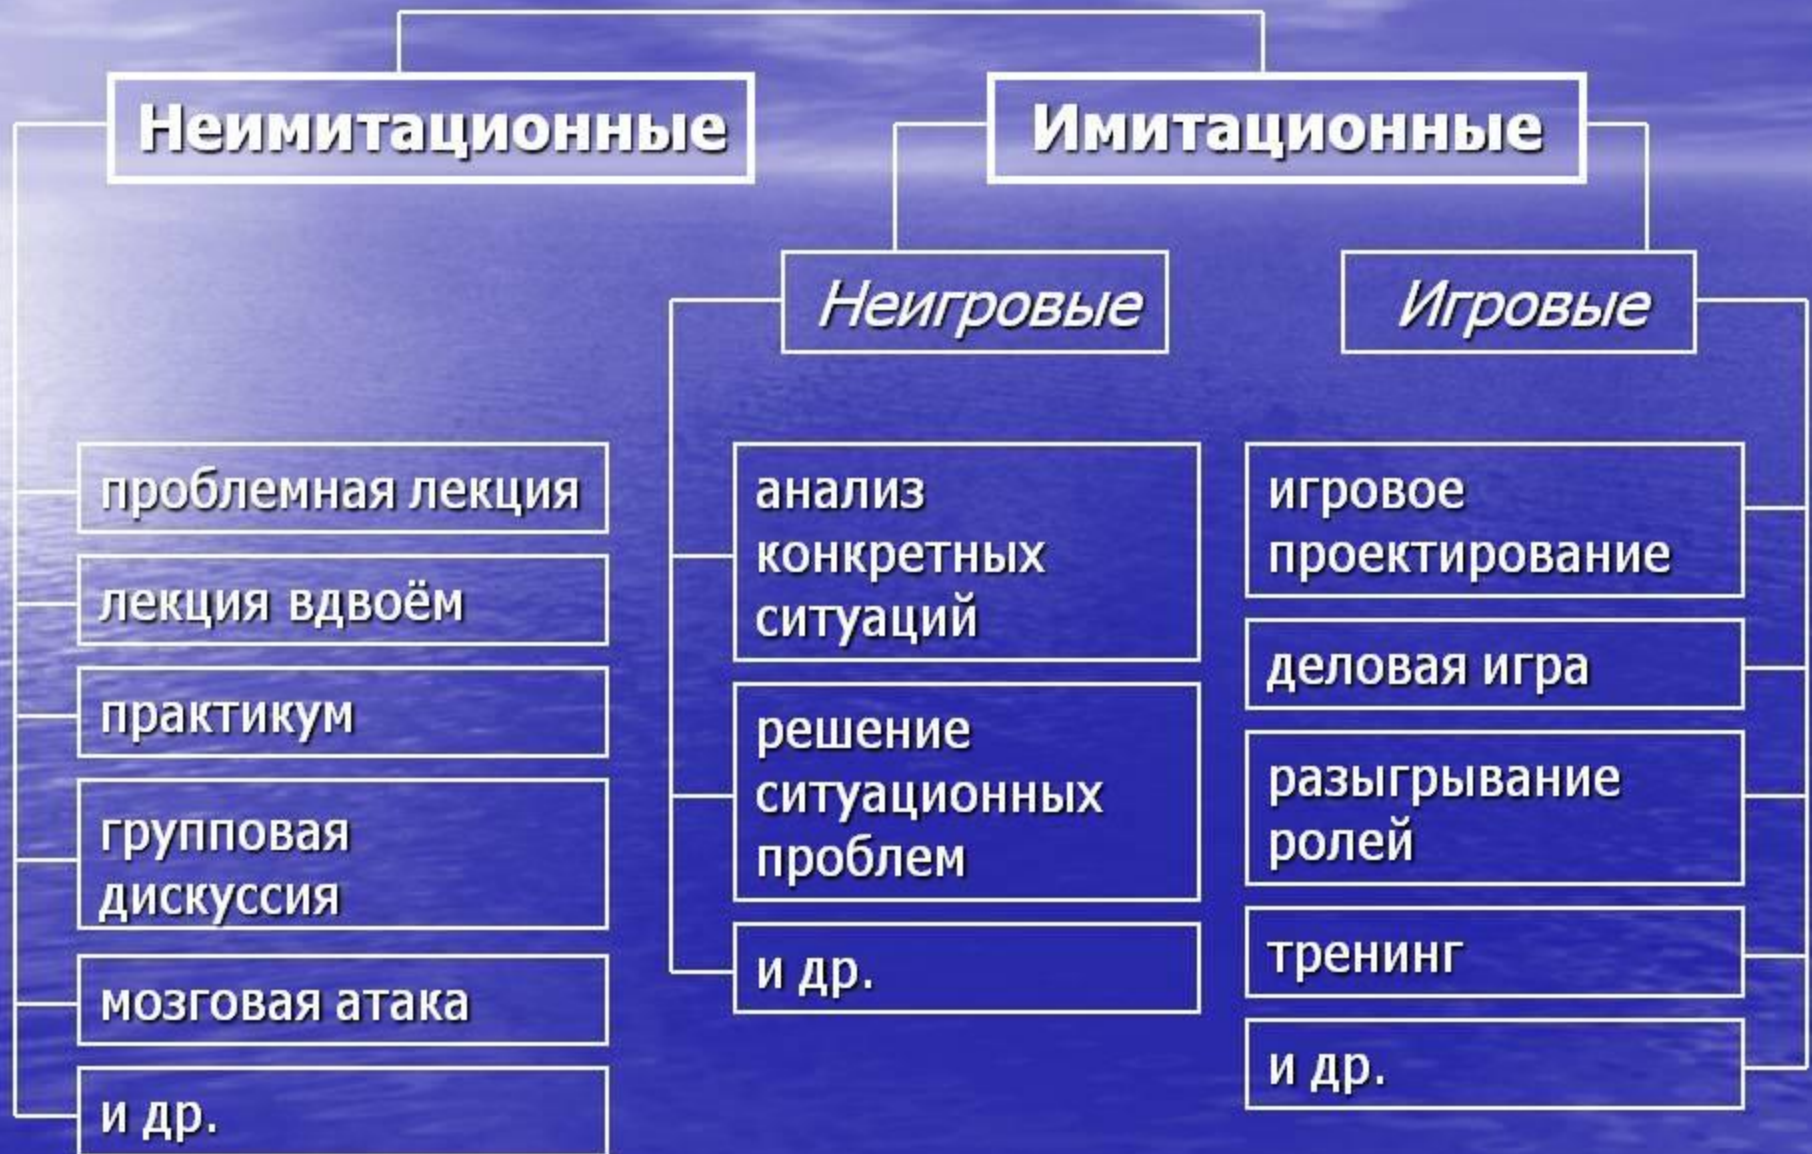 Неимитационные
Имитационные
Неигровые
Игровые
проблемная лекция
лекция вдвоём
практикум
групповая
дискуссия
мозговая атака
и др.
анализ
конкретных
ситуаций
решение
ситуационных
проблем
и др.
игровое
проектирование
деловая игра
разыгрывание
ролей
тренинг
и др.